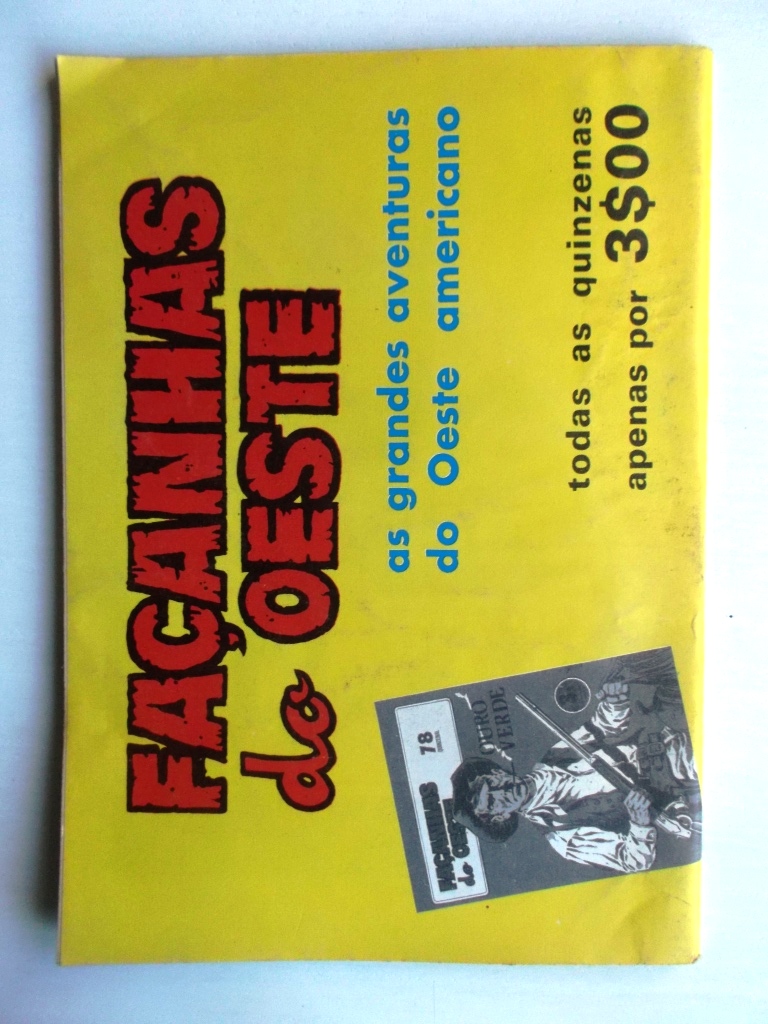 FAÇANHAS
do OESTE
as grandes aventuras
do Oeste americano
todas as quinzenas
apenas por 3$00
FAÇANHAS
do OESTE
78
OURO
VERDE